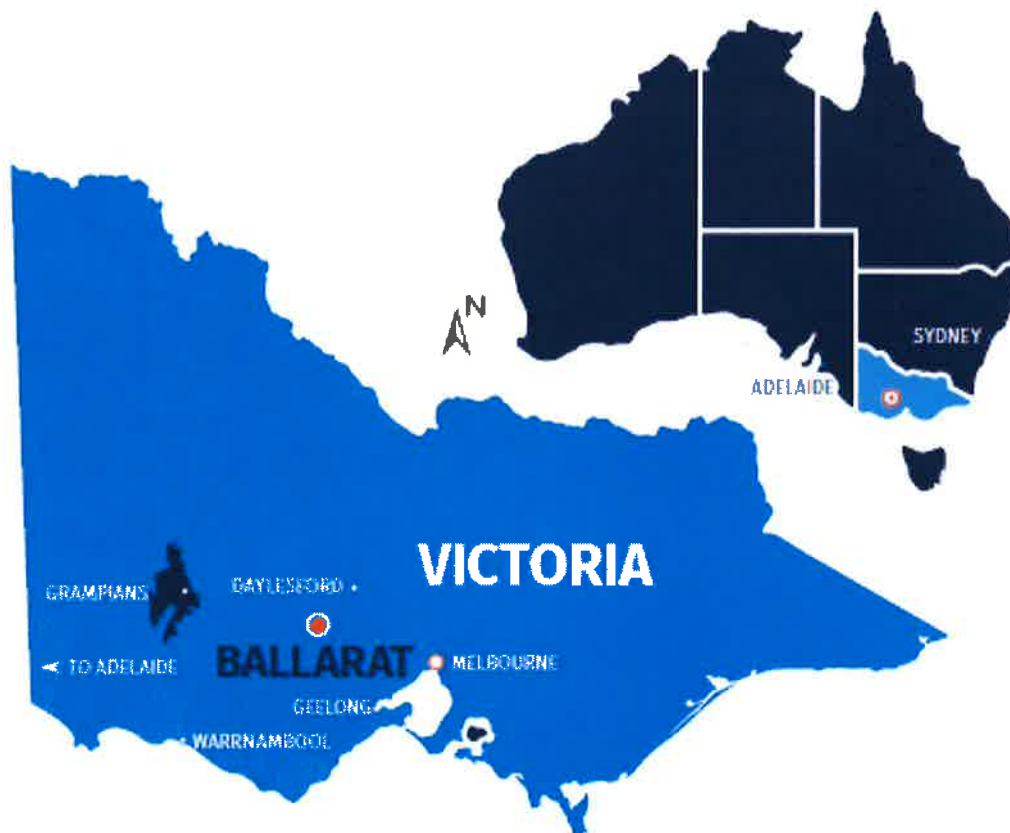 N
SYDNEY
ADELAIDE
VICTORIA
GRAMPIANS
DAYLESFORD
BALLARAT
TO ADELAIDE
MELBOURNE
GEELONG
WARRNAMBOOL